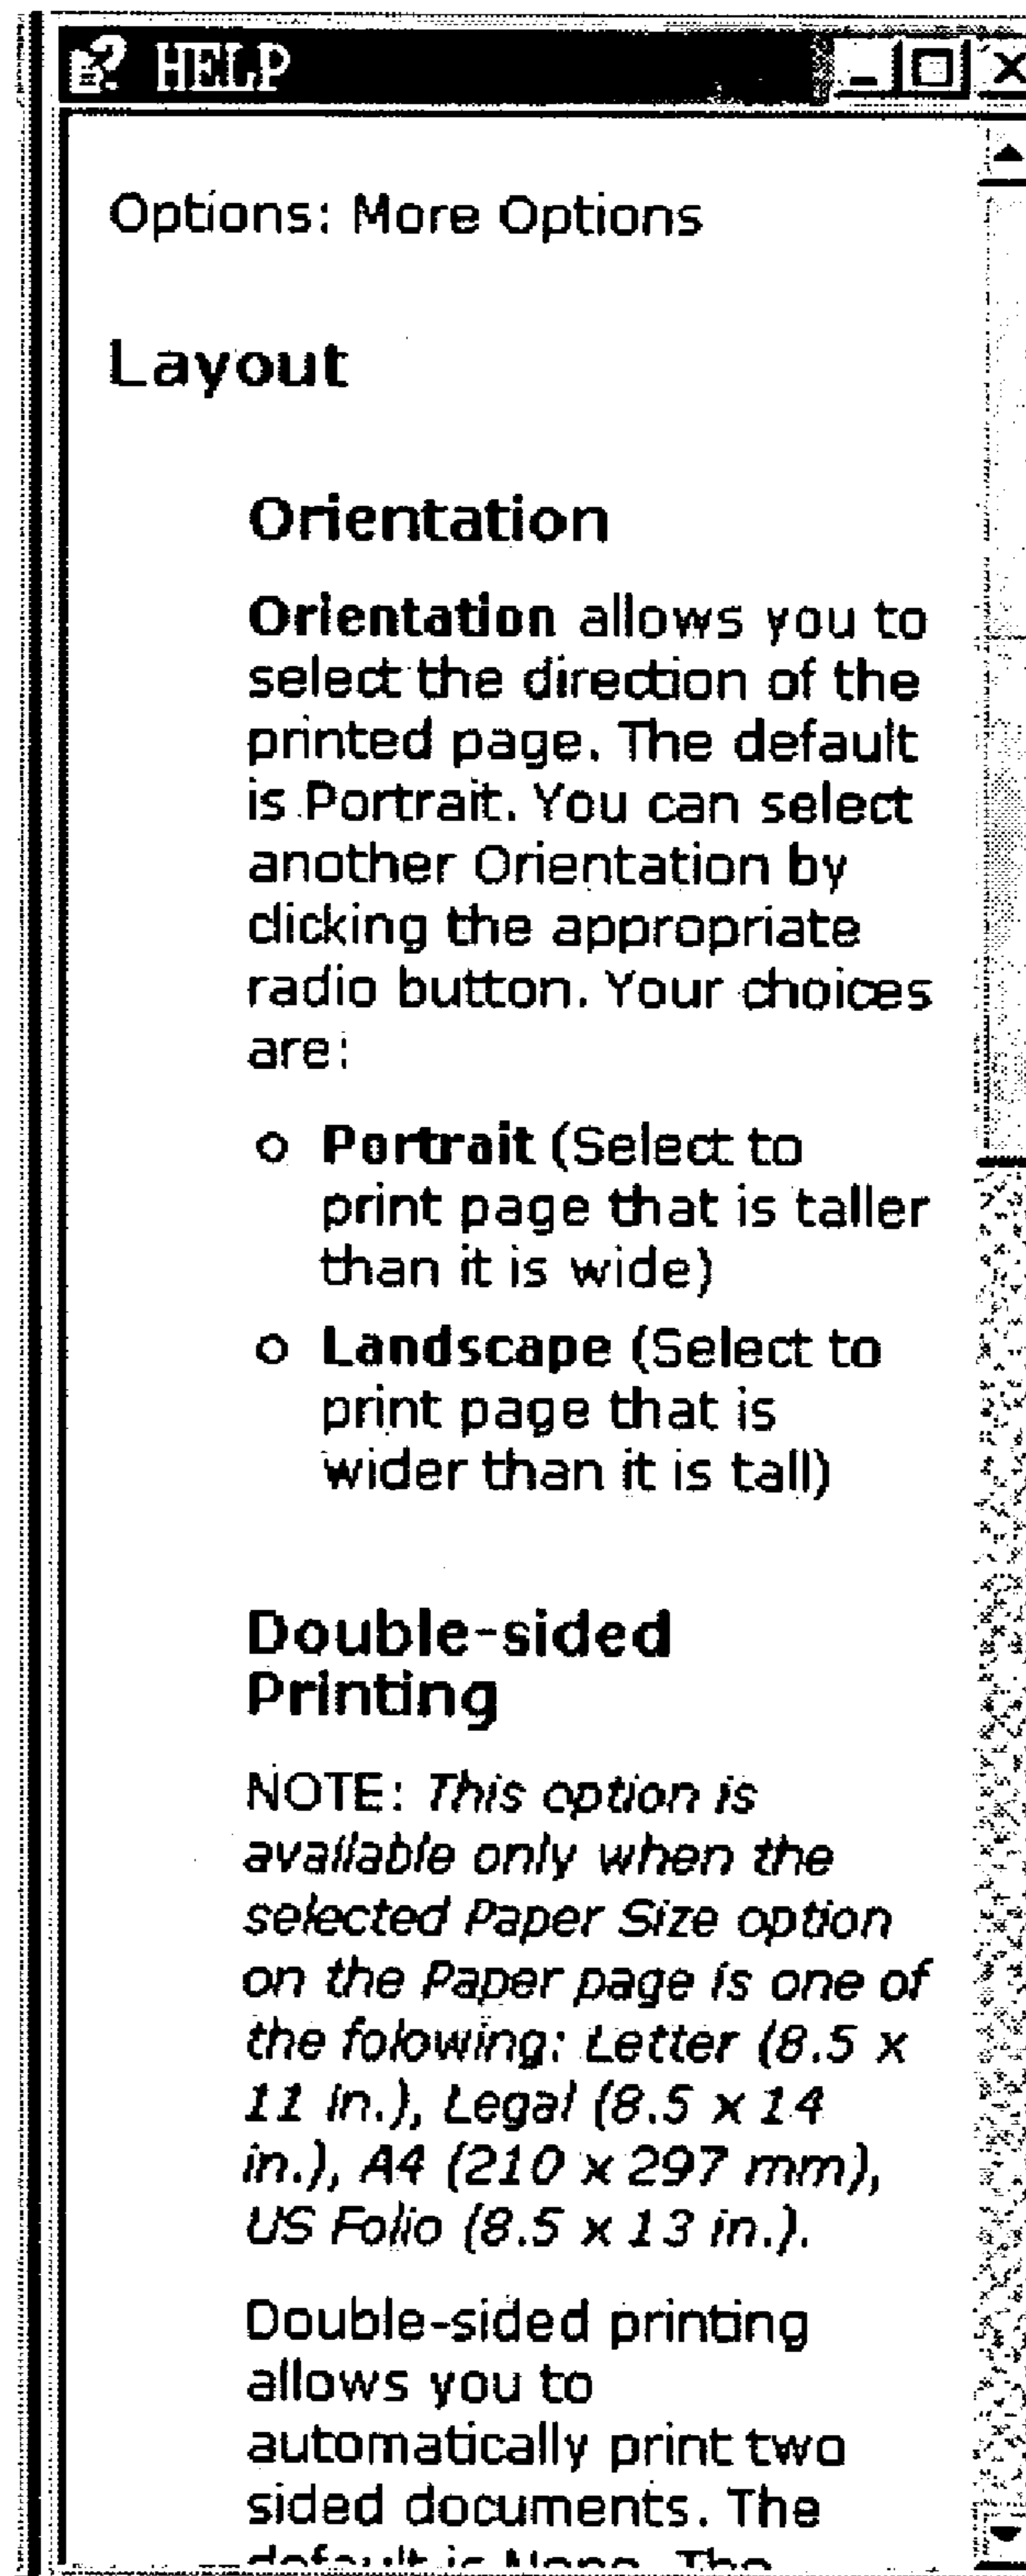 HELP
Options: More Options
Layout
Orientation
Orientation allows you to
select the direction of the
printed page. The default
is Portrait. You can select
another Orientation by
clicking the appropriate
radio button. Your choices
are:
o Portrait (Select to
print page that is taller
than it is wide)
o Landscape (Select to
print page that is
wider than it is tall)
Double-sided
Printing
NOTE: This option is
available only when the
selected Paper Size option
on the Paper page is one of
the folowing: Letter (8.5 x
11 in.), Legal (8.5 x 14
in.), A4 (210 x 297 mm),
US Folio (8.5 x 13 in.).
Double-sided printing
allows you to
automatically print two
sided documents. The
default is None. The